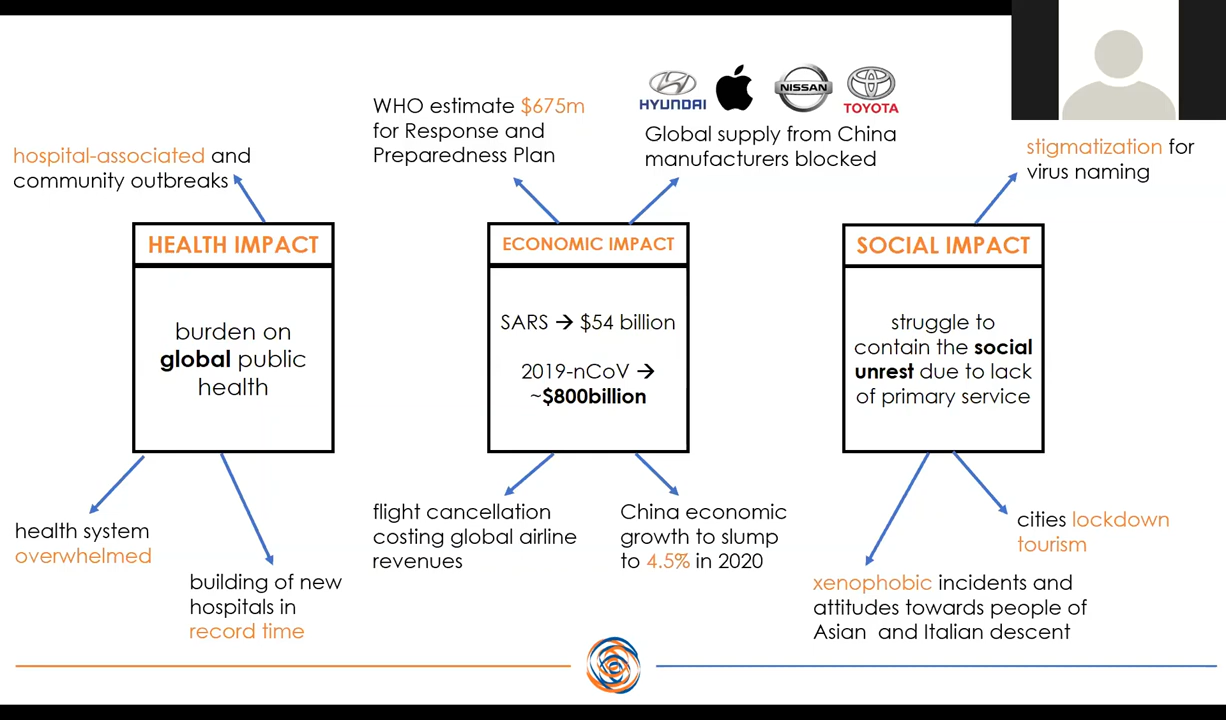 HYUNDAI
NISSAN
TOYOTA
WHO estimate $675m
for Response and
Preparedness Plan
Global supply from China
manufacturers blocked
hospital-associated and
community outbreaks
stigmatization for
virus naming
HEALTH IMPACT
burden on
global public
health
ECONOMIC IMPACT
SARS → $54 billion
2019-nCoV →
~$800billion
SOCIAL IMPACT
struggle to
contain the social
unrest due to lack
of primary service
health system
overwhelmed
building of new
hospitals in
record time
flight cancellation
costing global airline
revenues
China economic
growth to slump
to 4.5% in 2020
cities lockdown
tourism
xenophobic incidents and
attitudes towards people of
Asian  and Italian descent